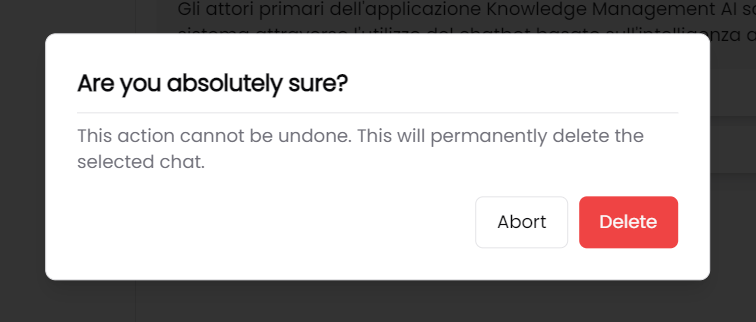 Gli attori primari dell'applicazione Knowledge Management AI
Are you absolutely sure?
This action cannot be undone. This will permanently delete the
selected chat.
Abort
Delete